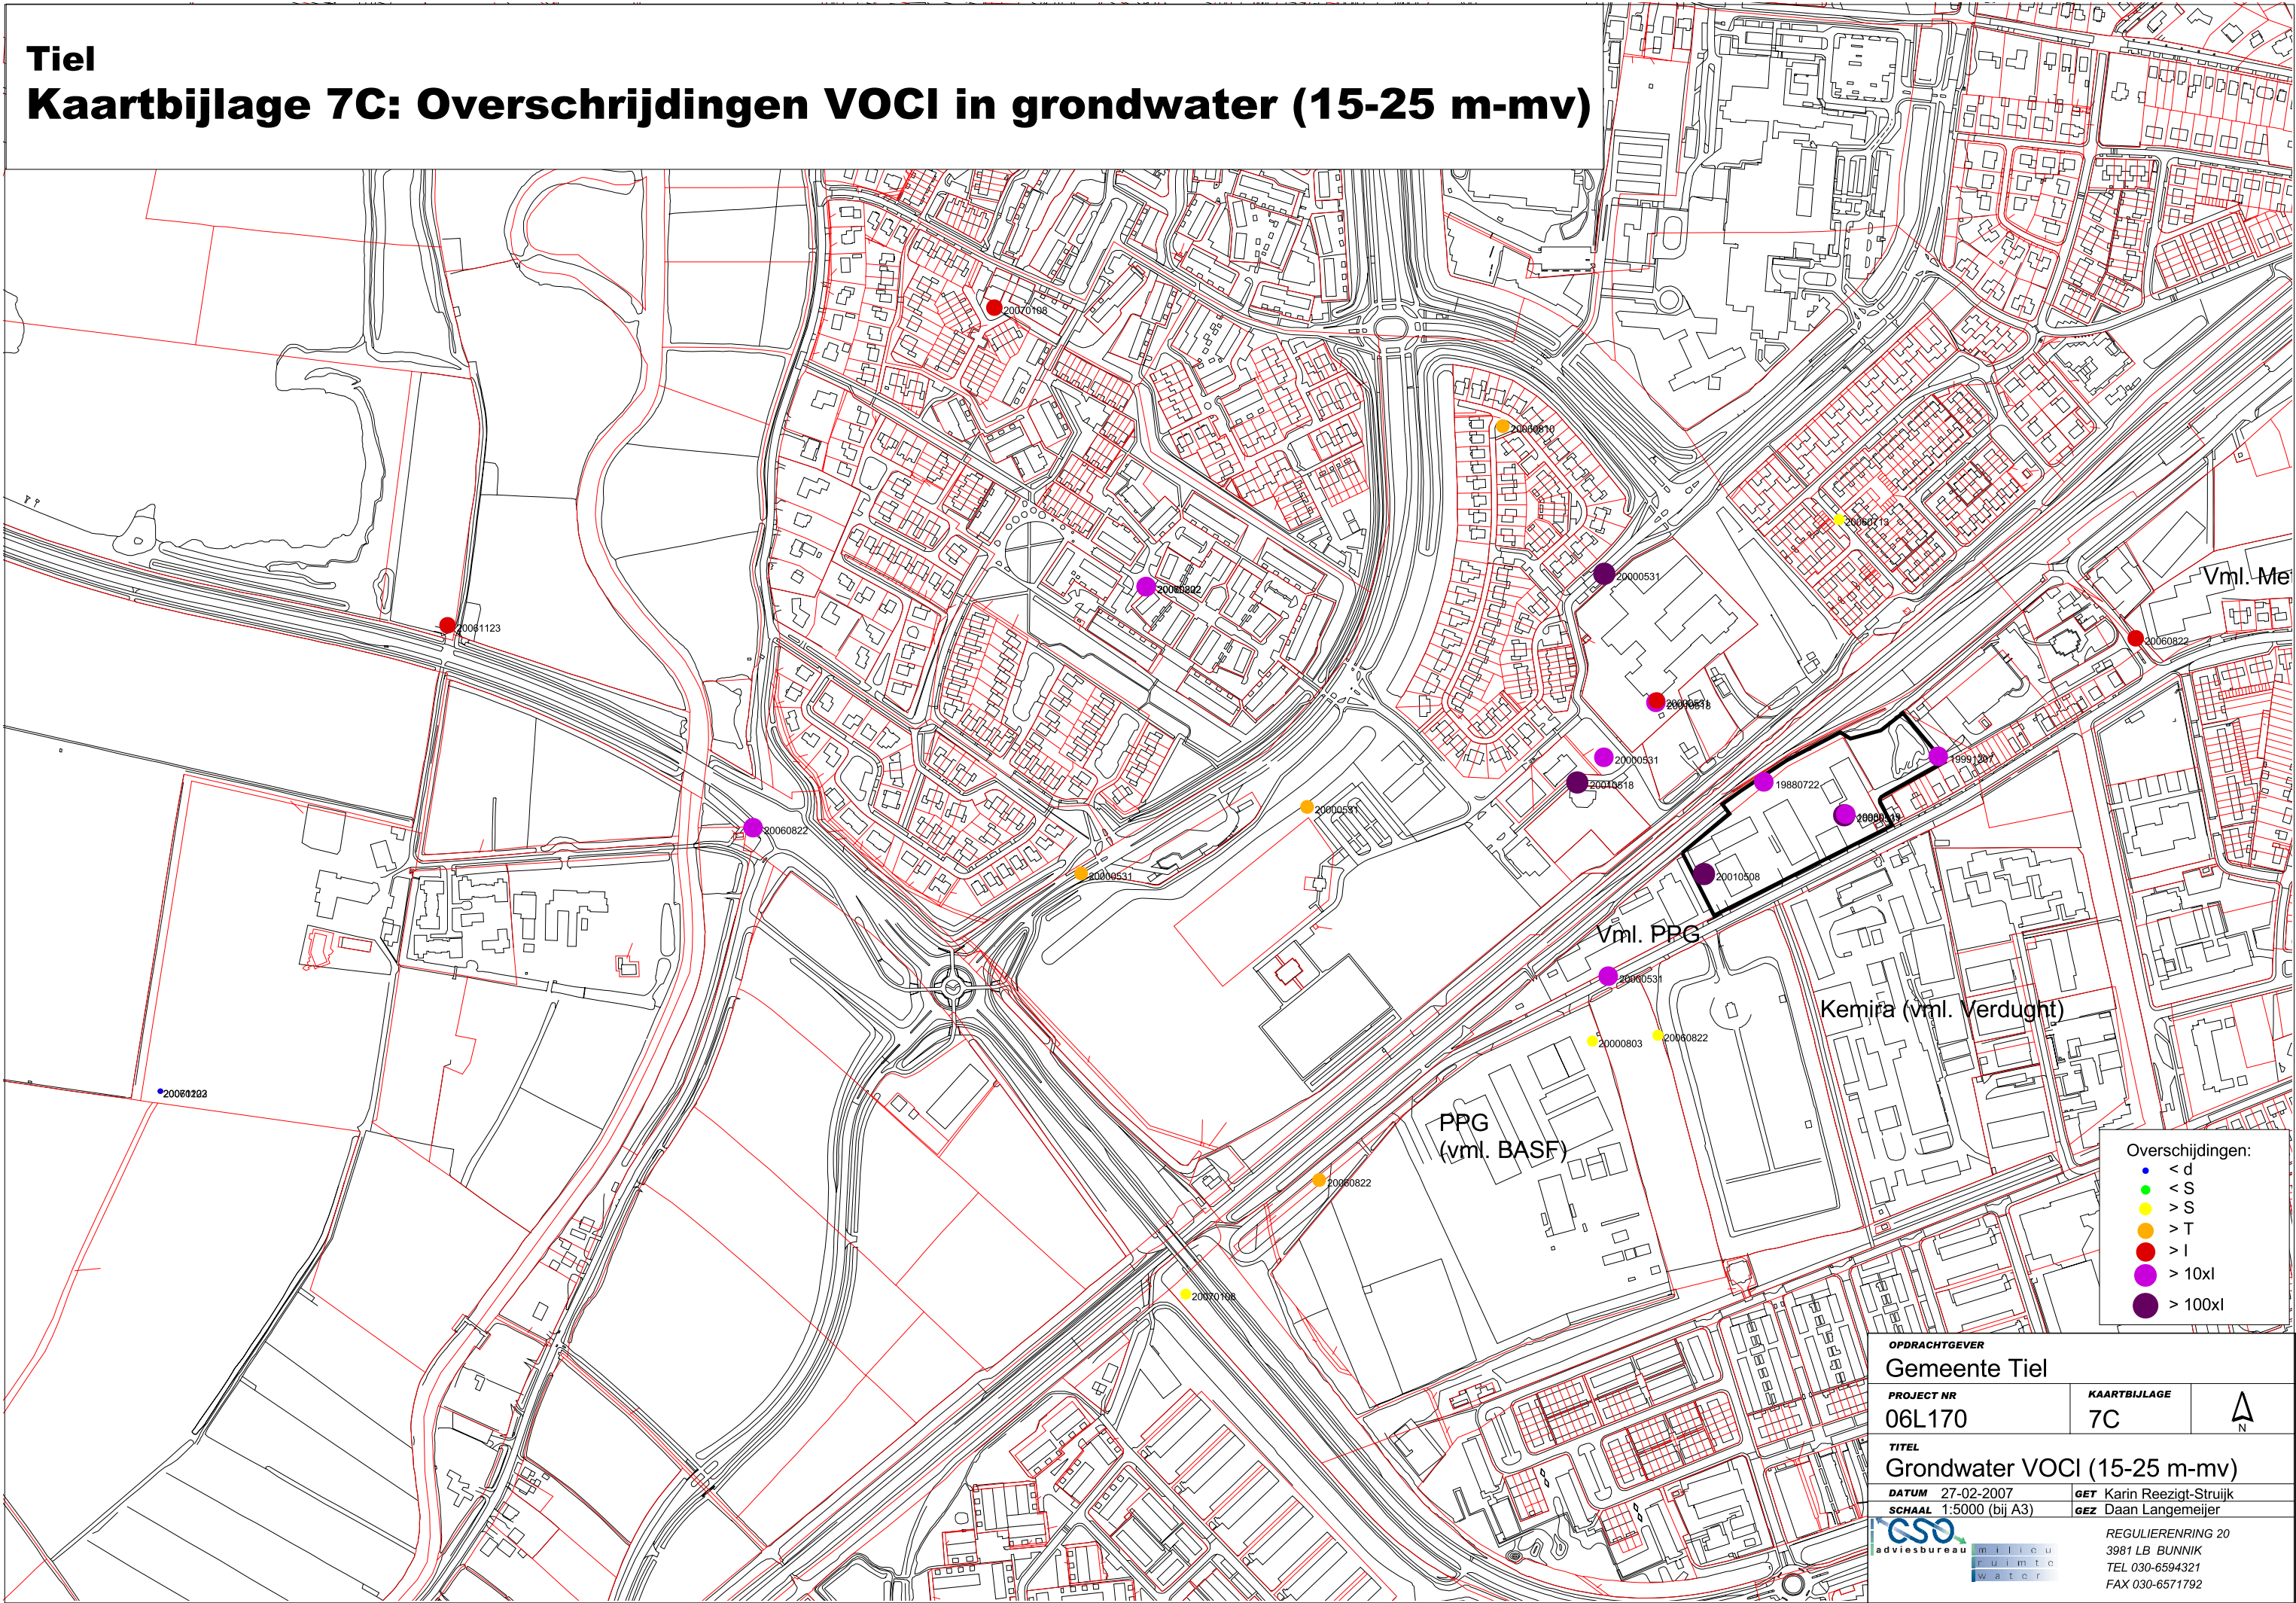 Tiel
Kaartbijlage 7C: Overschrijdingen VOCl in grondwater (15-25 m-mv)
20070108
20060810
20060713
20000531
Vml. Me
20061123
20060822
20000531
19991207
20010518
19880722
20060822
20000531
20000531
20010508
Vml. PPG
20000531
Kemira (vml. Verdught)
20000803
20060822
PPG
(vml. BASF)
20060822
20070108
Overschijdingen:
< d
< S
> S
> T
> I
> 10xI
> 100xI
OPDRACHTGEVER
Gemeente Tiel
PROJECT NR
KAARTBIJLAGE
06L170
7C
N
TITEL
Grondwater VOCl (15-25 m-mv)
DATUM 27-02-2007
GET Karin Reezigt-Struijk
SCHAAL 1:5000 (bij A3)
GEZ Daan Langemeijer
CSO
adviesbureau
milieu
ruimte
water
REGULIERENRING 20
3981 LB BUNNIK
TEL 030-6594321
FAX 030-6571792